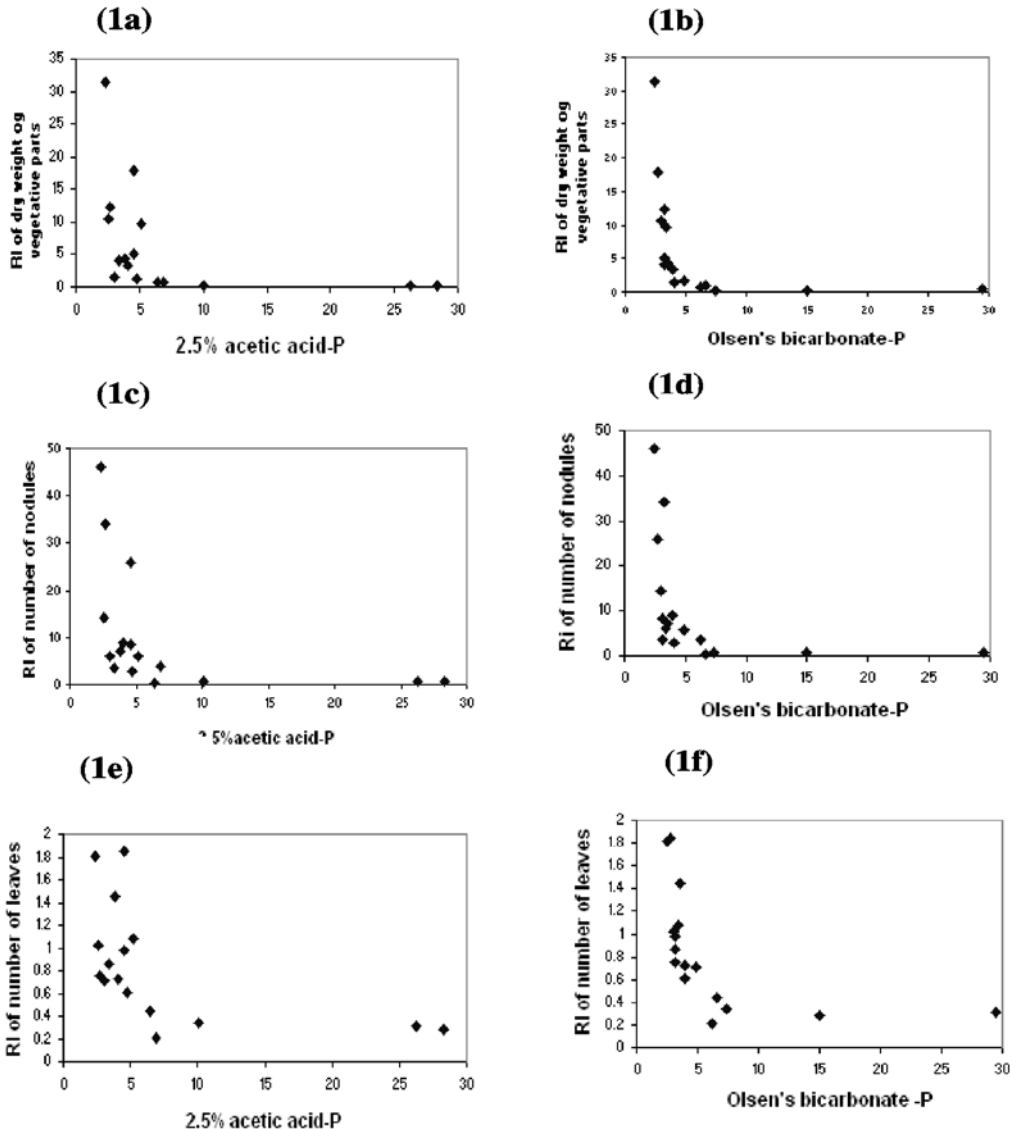 (1a)
RI of dry weight og
vegetative parts
35
30
25
20
15
10
5
0
0 5 10 15 20 25 30
2.5% acetic acid-P
(1b)
RI of dry weight og
vegetative parts
35
30
25
20
15
10
5
0
0 5 10 15 20 25 30
Olsen's bicarbonate-P
(1c)
RI of number of nodules
50
40
30
20
10
0
0 5 10 15 20 25 30
5%acetic acid-P
(1d)
Ri of number of nodules
50
40
30
20
10
0
0 5 10 15 20 25 30
Olsen's bicarbonate-P
(1e)
RI of number of leaves
2
1.8
1.6
1.4
1.2
1
0.8
0.6
0.4
0.2
0
0 5 10 15 20 25 30
2.5% acetic acid-P
(1f)
RI of number of leaves
2
1.8
1.6
1.4
1.2
1
0.8
0.6
0.4
0.2
0
0 5 10 15 20 25 30
Olsen's bicarbonate -P